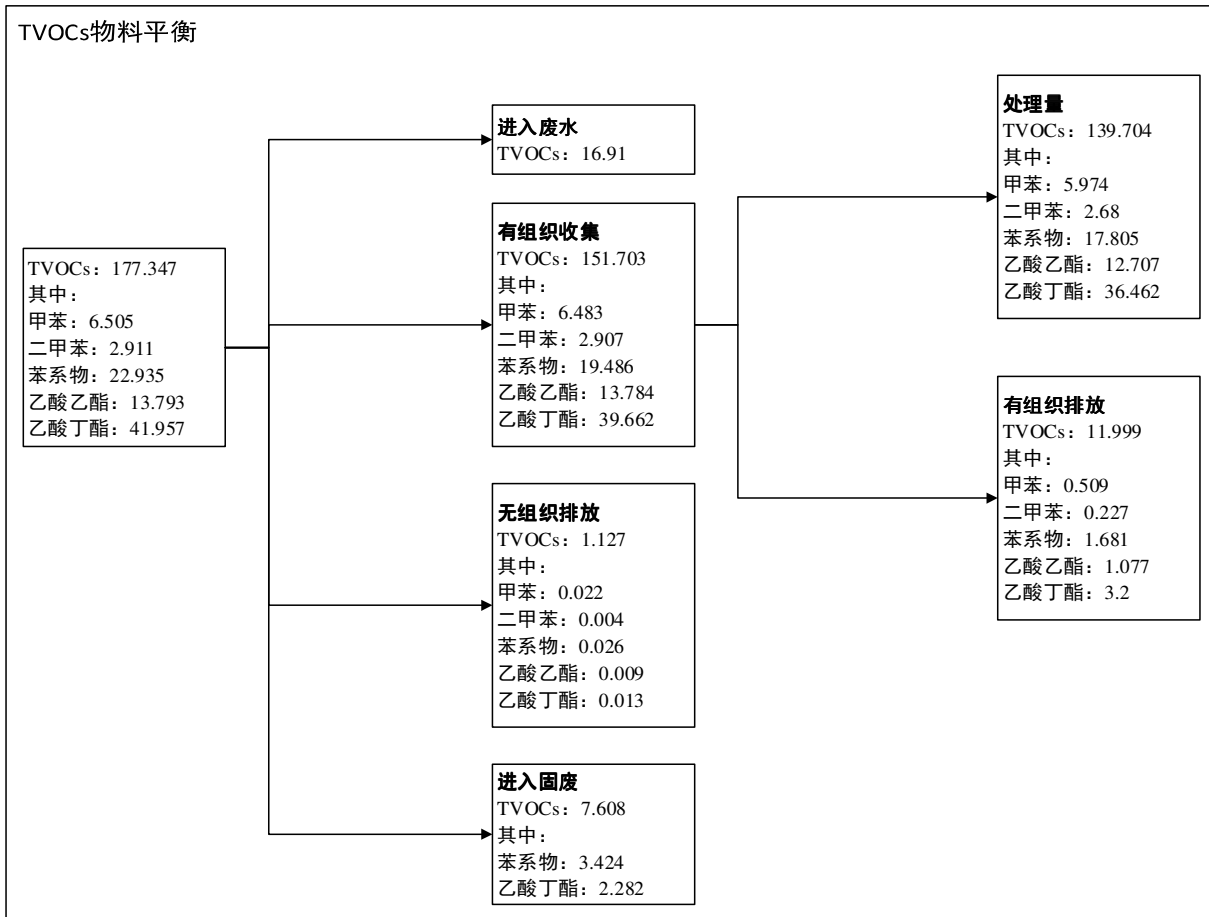 TVOCs物料平衡
TVOCs：177.347
其中：
甲苯：6.505
二甲苯：2.911
苯系物：22.935
乙酸乙酯：13.793
乙酸丁酯：41.957
进入废水
TVOCs：16.91
有组织收集
TVOCs：151.703
其中：
甲苯：6.483
二甲苯：2.907
苯系物：19.486
乙酸乙酯：13.784
乙酸丁酯：39.662
无组织排放
TVOCs：1.127
其中：
甲苯：0.022
二甲苯：0.004
苯系物：0.026
乙酸乙酯：0.009
乙酸丁酯：0.013
进入固废
TVOCs：7.608
其中：
苯系物：3.424
乙酸丁酯：2.282
处理量
TVOCs：139.704
其中：
甲苯：5.974
二甲苯：2.68
苯系物：17.805
乙酸乙酯：12.707
乙酸丁酯：36.462
有组织排放
TVOCs：11.999
其中：
甲苯：0.509
二甲苯：0.227
苯系物：1.681
乙酸乙酯：1.077
乙酸丁酯：3.2